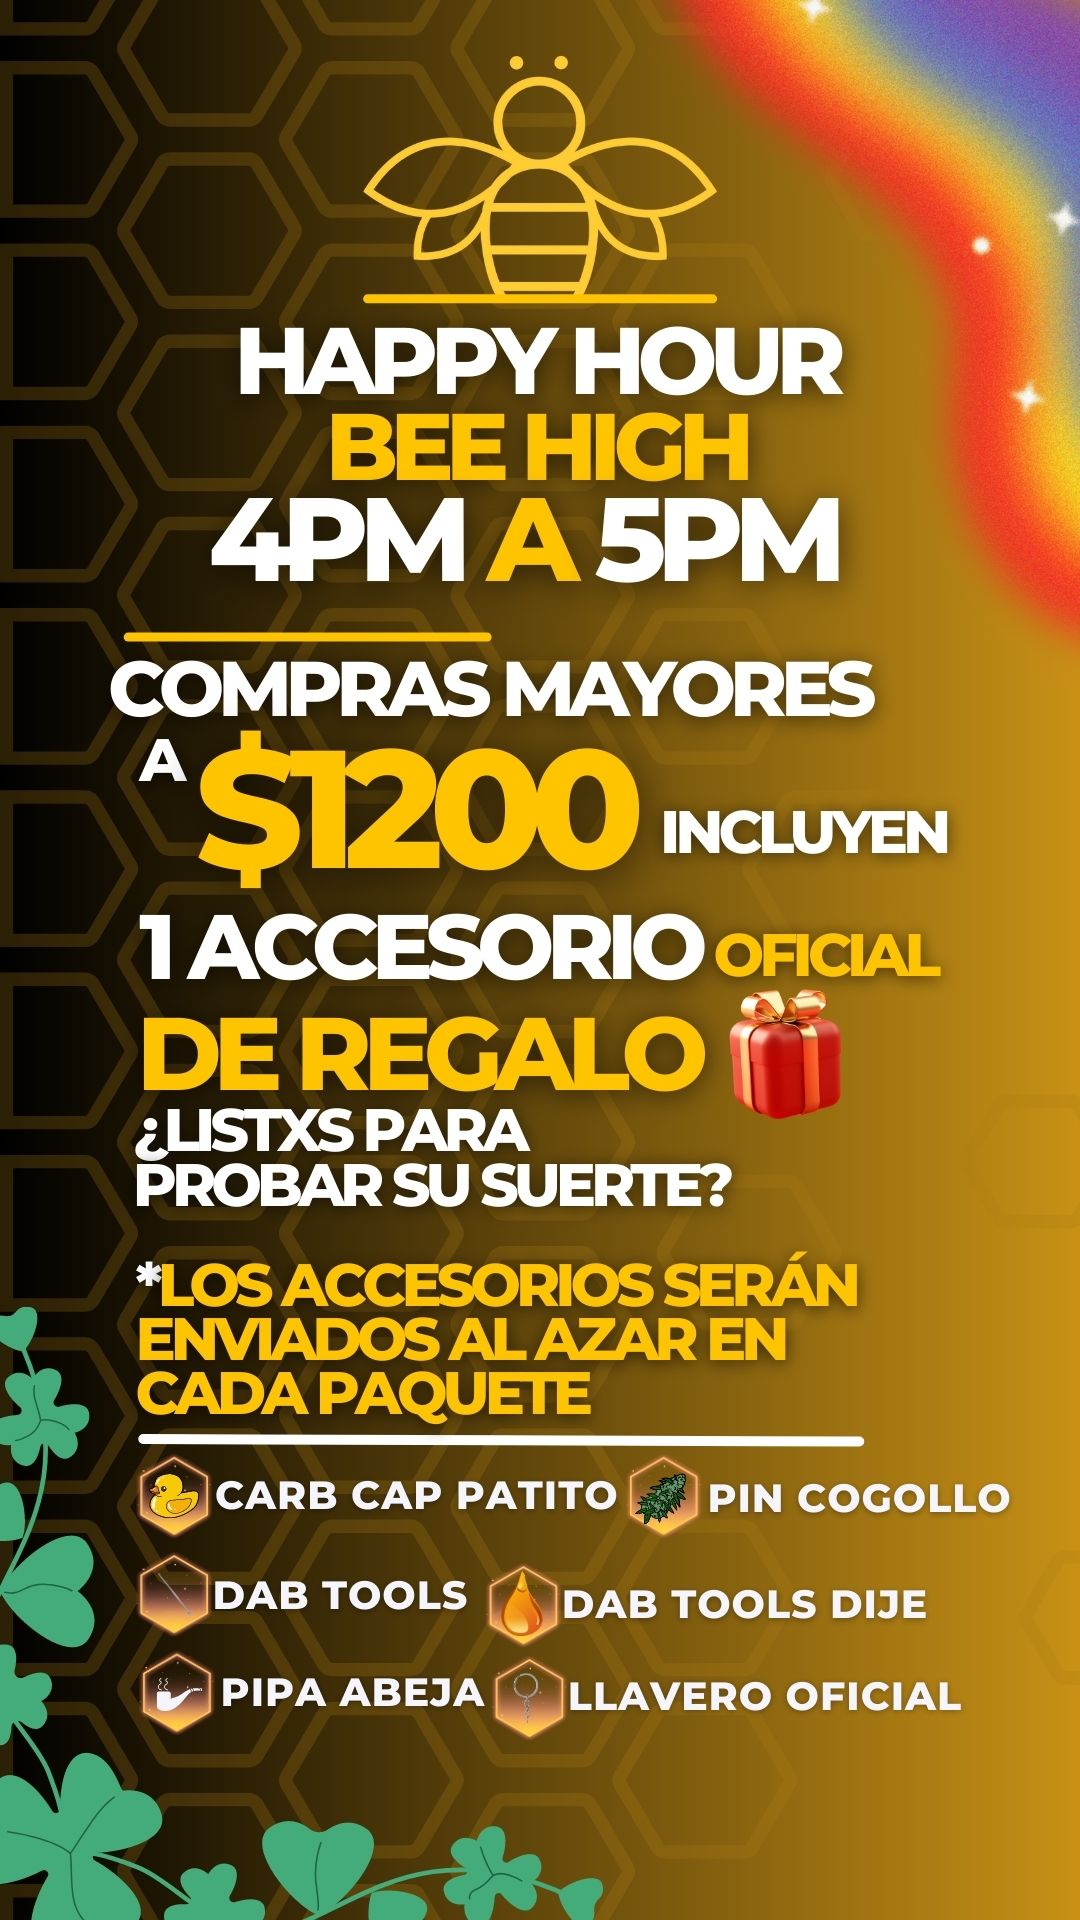 HAPPY HOUR
BEE HIGH
4PM A 5PM
COMPRAS MAYORES
A $1200 INCLUYEN
1 ACCESORIO OFICIAL
DE REGALO
¿LISTXS PARA
PROBAR SU SUERTE?
*LOS ACCESORIOS SERÁN
ENVIADOS AL AZAR EN
CADA PAQUETE
CARB CAP PATITO PIN COGOLLO
DAB TOOLS DAB TOOLS DIJE
PIPA ABEJA LLAVERO OFICIAL